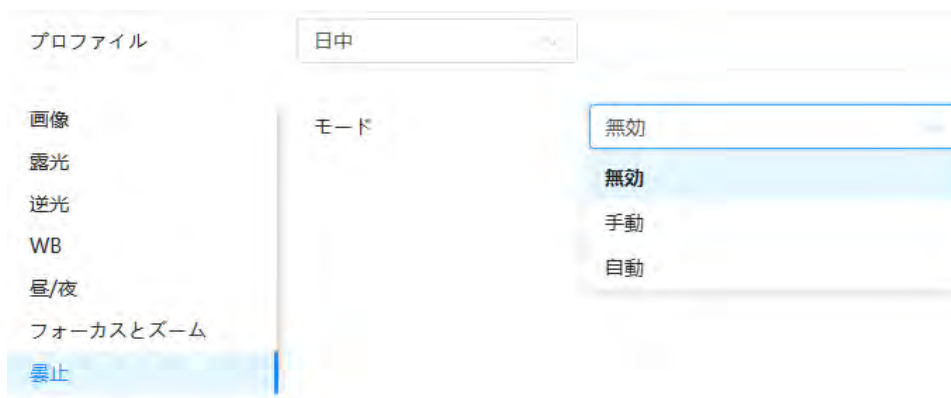 プロファイル 日中
画像 モード 無効
露光
無効
逆光
手動
WB
自動
昼/夜
フォーカスとズーム
曇止